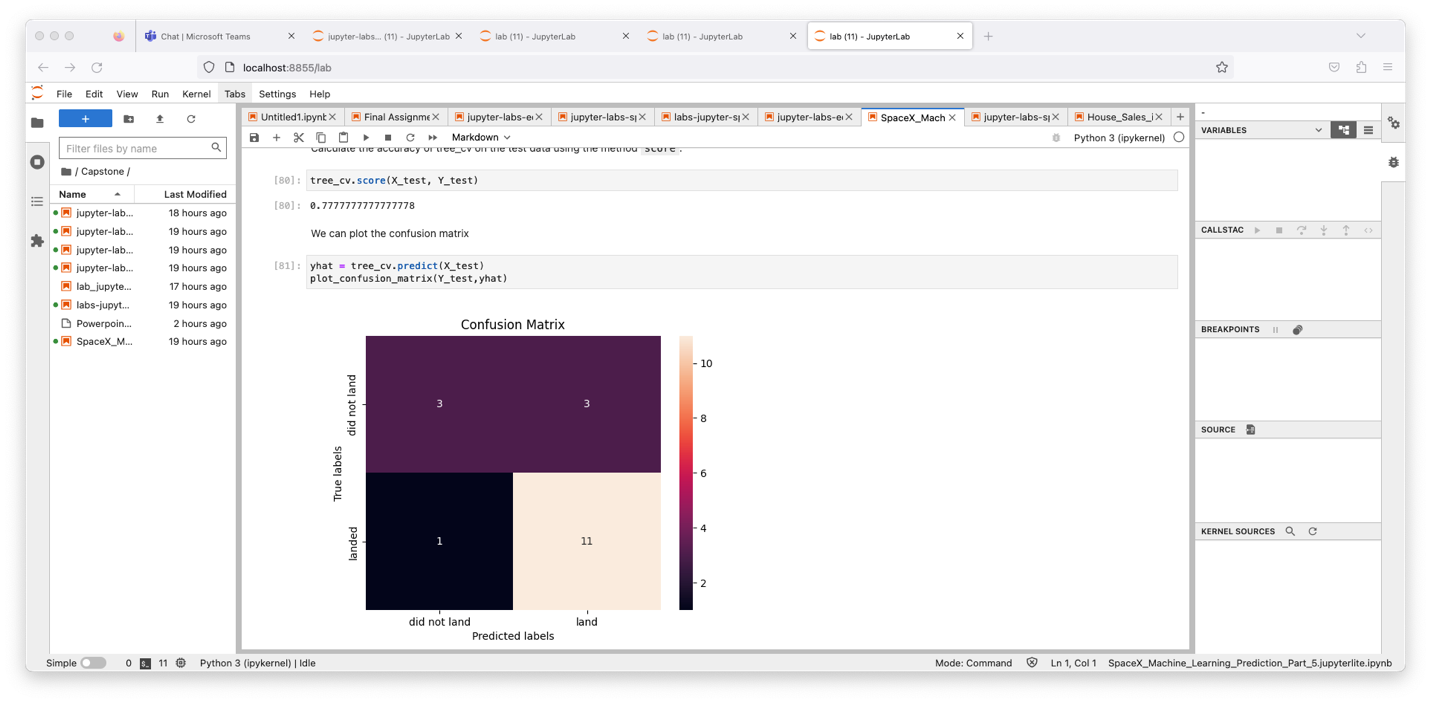 Chat | Microsoft Teams
jupyter-labs... (11) - JupyterLab
lab (11) - JupyterLab
lab (11) - JupyterLab
lab (11) - JupyterLab
localhost:8855/lab
File Edit View Run Kernel Tabs Settings Help
Untitled1.ipynb
Final Assignme
jupyter-labs-e
jupyter-labs-s
labs-jupyter-s
jupyter-labs-e
SpaceX_Mach
jupyter-labs-s
House_Sales_i
Markdown
Python 3 (ipykernel)
Filter files by name
/ Capstone /
Name Last Modified
jupyter-lab... 18 hours ago
jupyter-lab... 19 hours ago
jupyter-lab... 19 hours ago
jupyter-lab... 19 hours ago
lab_jupyte... 17 hours ago
labs-jupyt... 19 hours ago
Powerpoin... 2 hours ago
SpaceX_M... 19 hours ago
Calculate the accuracy of tree_cv on the test data using the method score :
[80]: tree_cv.score(X_test, Y_test)
[80]: 0.7777777777777778
We can plot the confusion matrix
[81]: yhat = tree_cv.predict(X_test)
plot_confusion_matrix(Y_test,yhat)
Confusion Matrix
True labels
did not land
landed
3 3
1 11
did not land land
Predicted labels
10
8
6
4
2
-
VARIABLES
CALLSTAC
BREAKPOINTS
SOURCE
KERNEL SOURCES
Simple 0 11 Python 3 (ipykernel) | Idle
Mode: Command Ln 1, Col 1 SpaceX_Machine_Learning_Prediction_Part_5.jupyterlite.ipynb